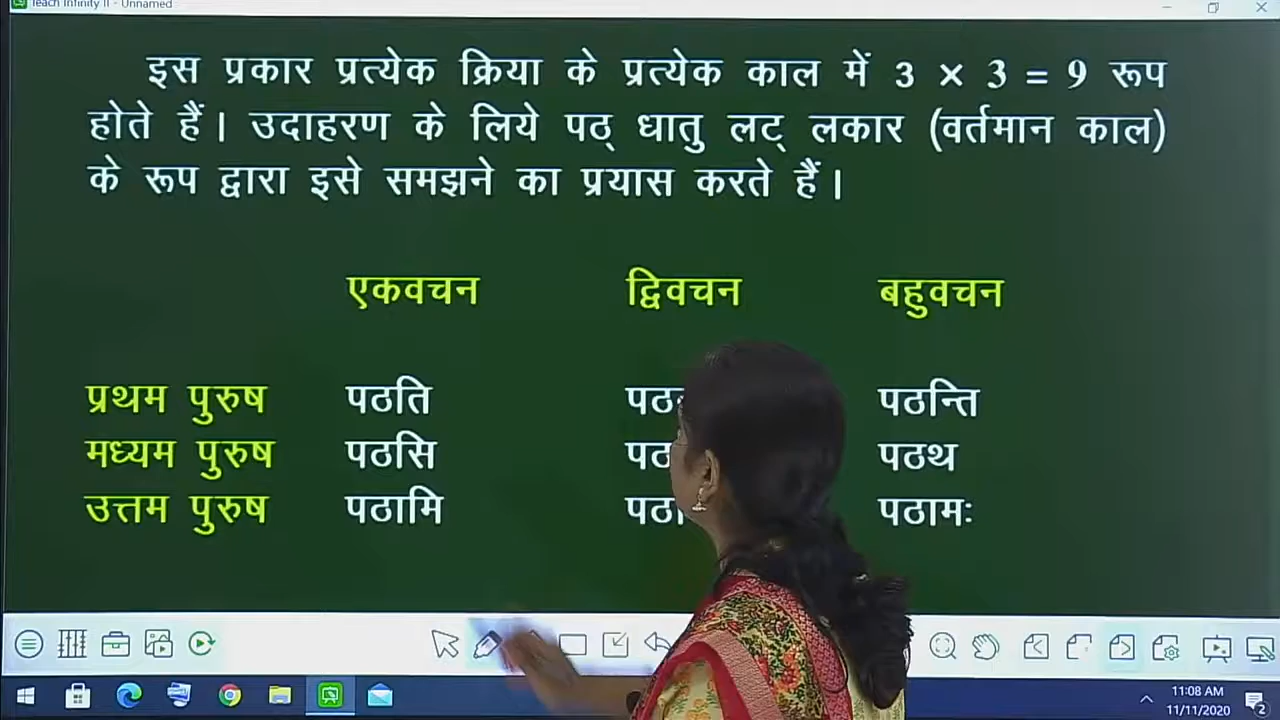 Teach Infinity II - Unnamed
इस प्रकार प्रत्येक क्रिया के प्रत्येक काल में 3 × 3 = 9 रूप
होते हैं। उदाहरण के लिये पठ् धातु लट् लकार (वर्तमान काल)
के रूप द्वारा इसे समझने का प्रयास करते हैं।
एकवचन द्विवचन बहुवचन
प्रथम पुरुष पठति पठन्ति
मध्यम पुरुष पठसि पठथ
उत्तम पुरुष पठामि पठामः
11:08 AM
11/11/2020
2